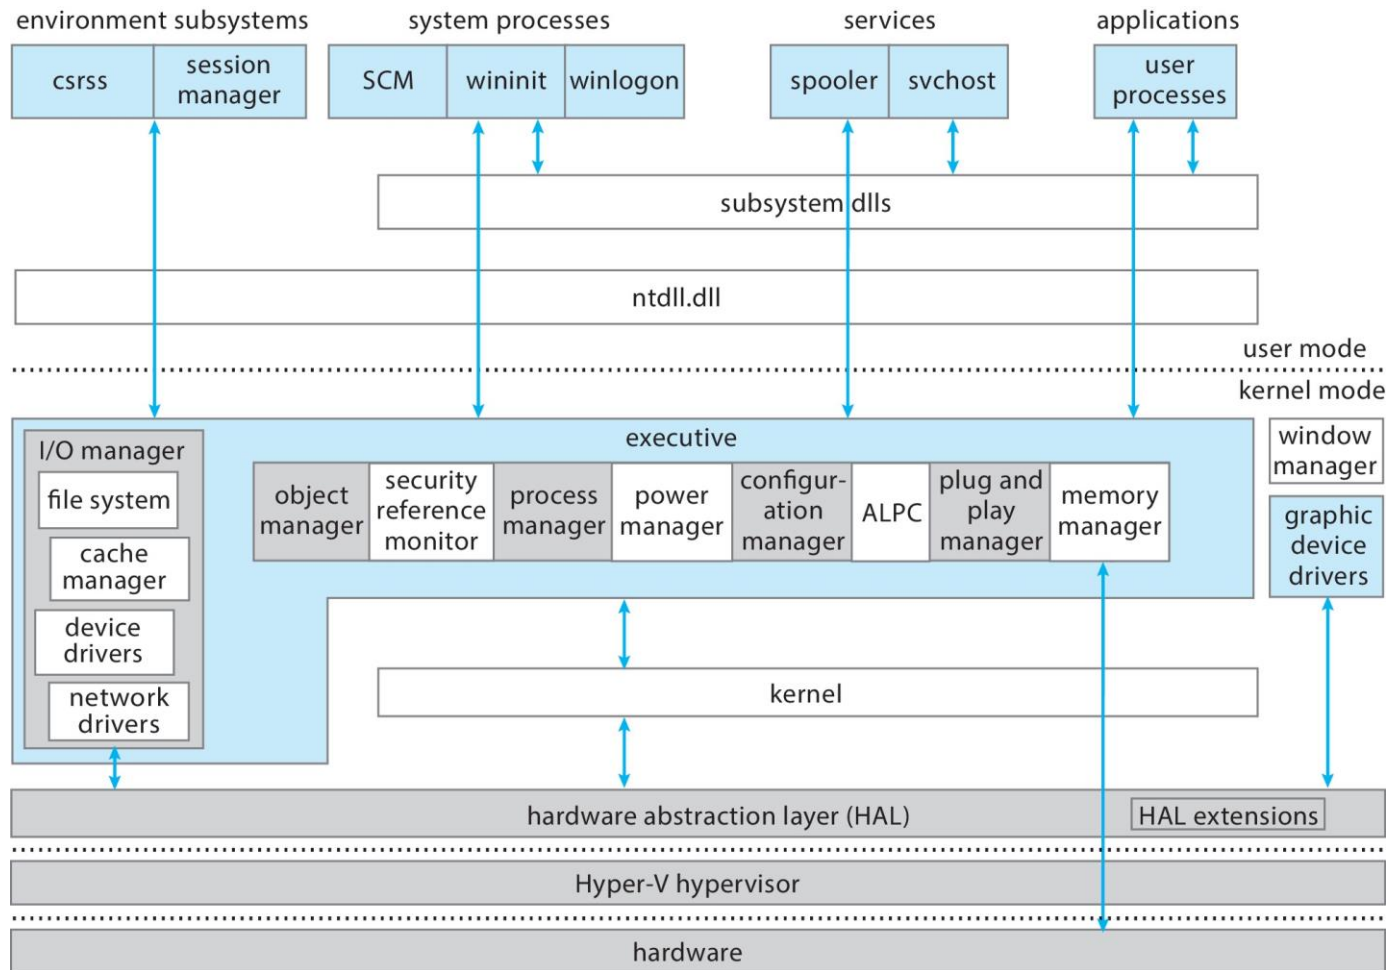 environment subsystems
system processes
services
applications
csrss
session
manager
SCM
wininit
winlogon
spooler
svchost
user
processes
subsystem dlls
ntdll.dll
user mode
kernel mode
executive
I/O manager
file system
cache
manager
device
drivers
network
drivers
object
manager
security
reference
monitor
process
manager
power
manager
configur-
ation
manager
ALPC
plug and
play
manager
memory
manager
window
manager
graphic
device
drivers
kernel
hardware abstraction layer (HAL)
HAL extensions
Hyper-V hypervisor
hardware